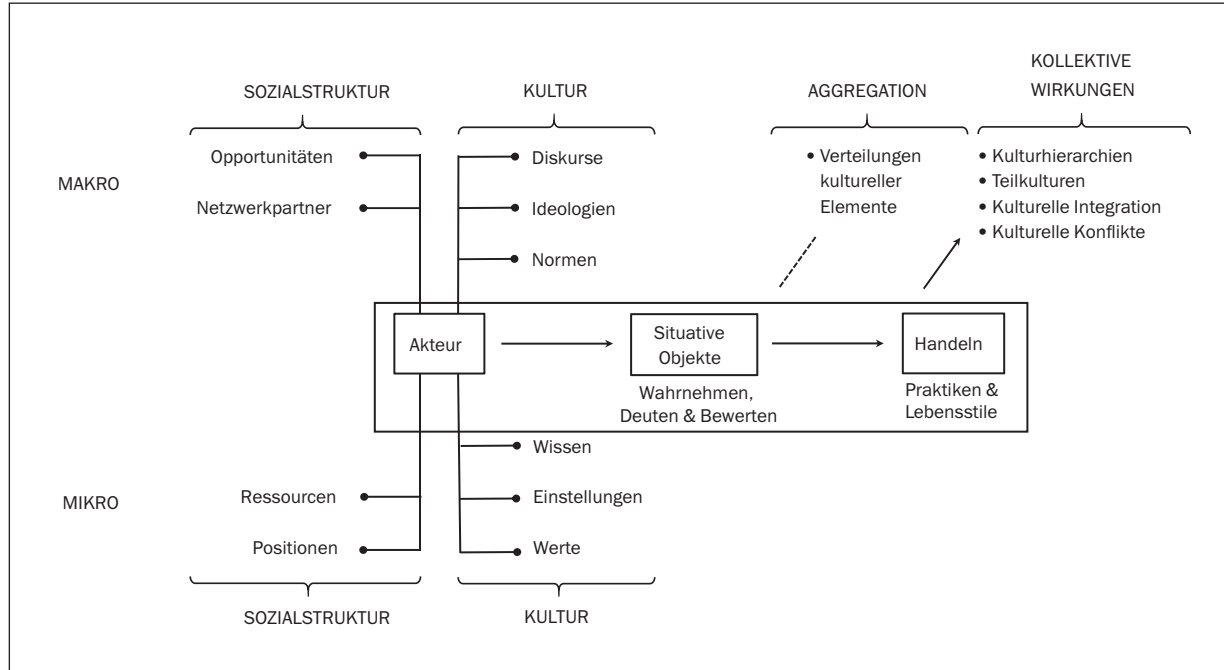 KOLLEKTIVE
WIRKUNGEN
SOZIALSTRUKTUR
KULTUR
AGGREGATION
MAKRO
Opportunitäten
Netzwerkpartner
• Diskurse
• Ideologien
• Normen
• Verteilungen
kultureller
Elemente
• Kulturhierarchien
• Teilkulturen
• Kulturelle Integration
• Kulturelle Konflikte
Akteur
Situative
Objekte
Wahrnehmen,
Deuten & Bewerten
Handeln
Praktiken &
Lebensstile
MIKRO
Ressourcen
Positionen
• Wissen
• Einstellungen
• Werte
SOZIALSTRUKTUR
KULTUR